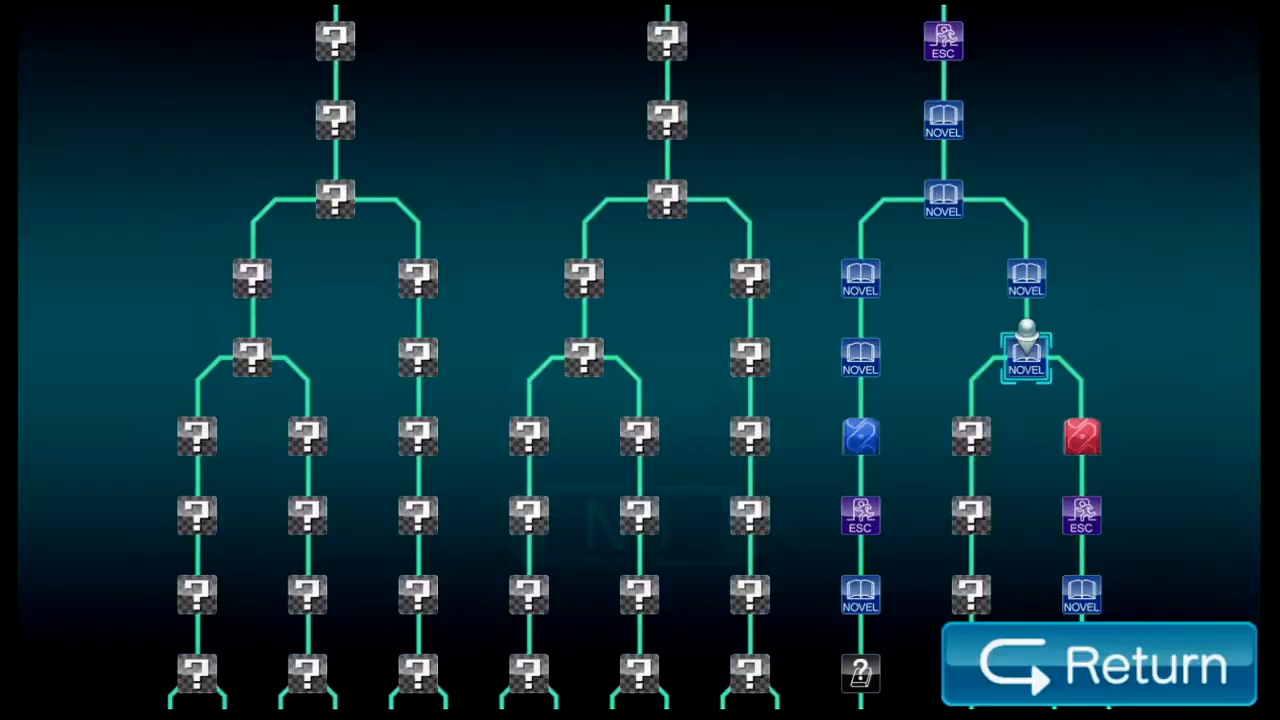 ? ? ESC
? ? NOVEL
? ? NOVEL
? ? ? ? NOVEL NOVEL
? ? ? ? NOVEL NOVEL
? ? ? ? ? ? ?
? ? ? ? ? ? ESC ? ESC
? ? ? ? ? ? NOVEL ? NOVEL
? ? ? ? ? ? ? Return